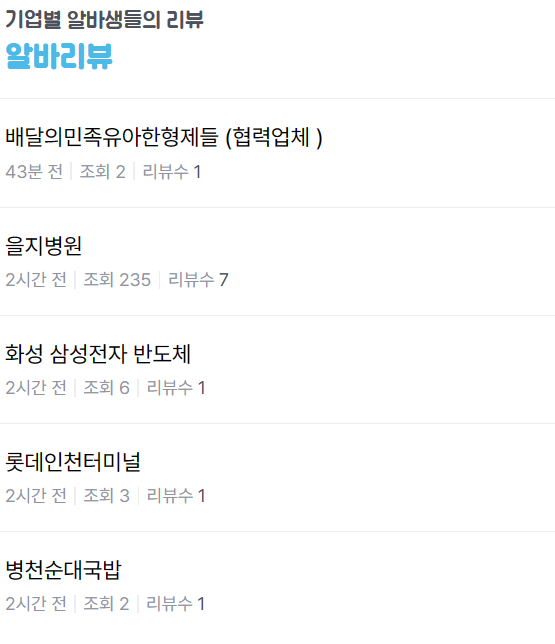 기업별 알바생들의 리뷰
알바리뷰
배달의민족유아한형제들 (협력업체 )
43분 전 | 조회 2 | 리뷰수 1
을지병원
2시간 전 | 조회 235 | 리뷰수 7
화성 삼성전자 반도체
2시간 전 | 조회 6 | 리뷰수 1
롯데인천터미널
2시간 전 | 조회 3 | 리뷰수 1
병천순대국밥
2시간 전 | 조회 2 | 리뷰수 1